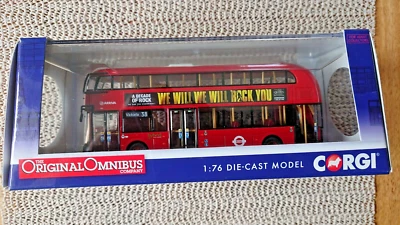 A DECADE
OF ROCK
WE WILL WE WILL ROCK YOU
ARRIVA
Victoria 38
THE
ORIGINAL OMNIBUS
COMPANY
1:76 DIE-CAST MODEL
CORGI